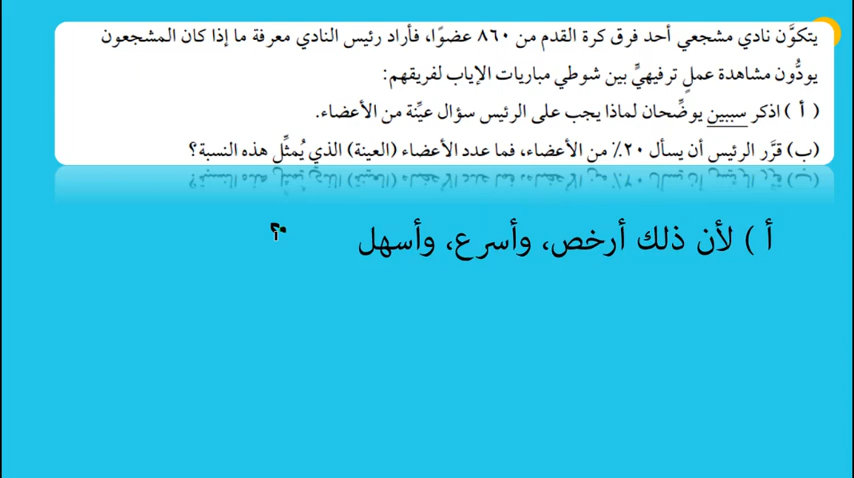 يتكوَّن نادي مشجعي أحد فرق كرة القدم من ٨٦٠ عضوًا، فأراد رئيس النادي معرفة ما إذا كان المشجعون
يودُّون مشاهدة عملٍ ترفيهيٍّ بين شوطي مباريات الإياب لفريقهم:
( أ ) اذكر سببين يوضِّحان لماذا يجب على الرئيس سؤال عيِّنة من الأعضاء.
(ب) قرَّر الرئيس أن يسأل ٢٠٪ من الأعضاء، فما عدد الأعضاء (العينة) الذي يُمثِّل هذه النسبة؟
أ ) لأن ذلك أرخص، وأسرع، وأسهل